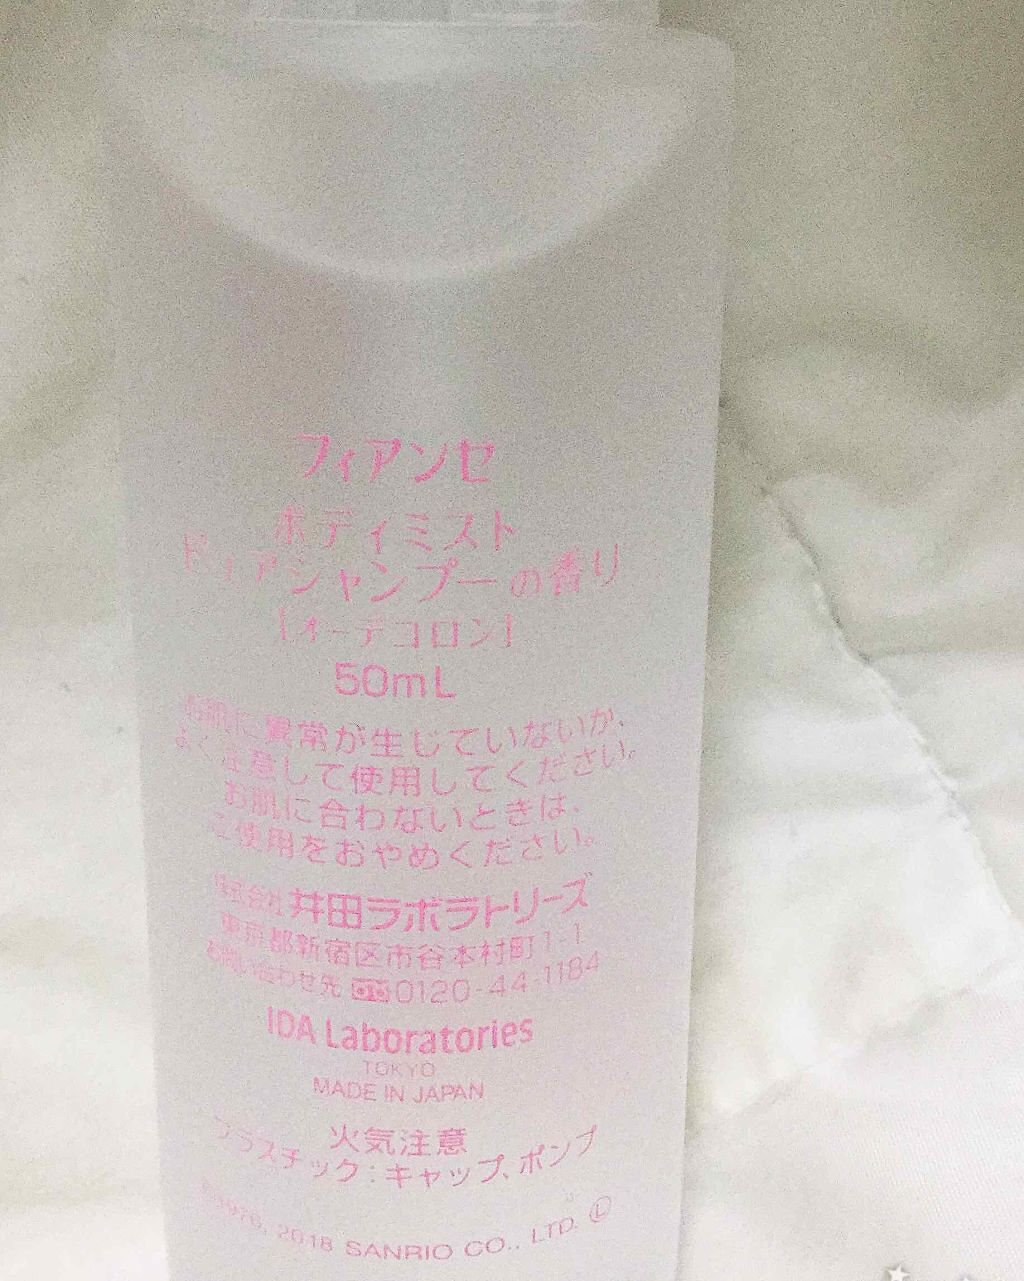 フィアンセ
ボディミスト
ピュアシャンプーの香り
[オーデコロン]
50mL
お肌に異常が生じていないか、
よく注意して使用してください。
お肌に合わないときは、
ご使用をおやめください。
株式会社 井田ラボラトリーズ
東京都新宿区市谷本村町1-1
お問い合わせ先 0120-44-1184
IDA Laboratories
TOKYO
MADE IN JAPAN
火気注意
プラスチック:キャップ、ポンプ
©1976, 2018 SANRIO CO., LTD. Ⓛ